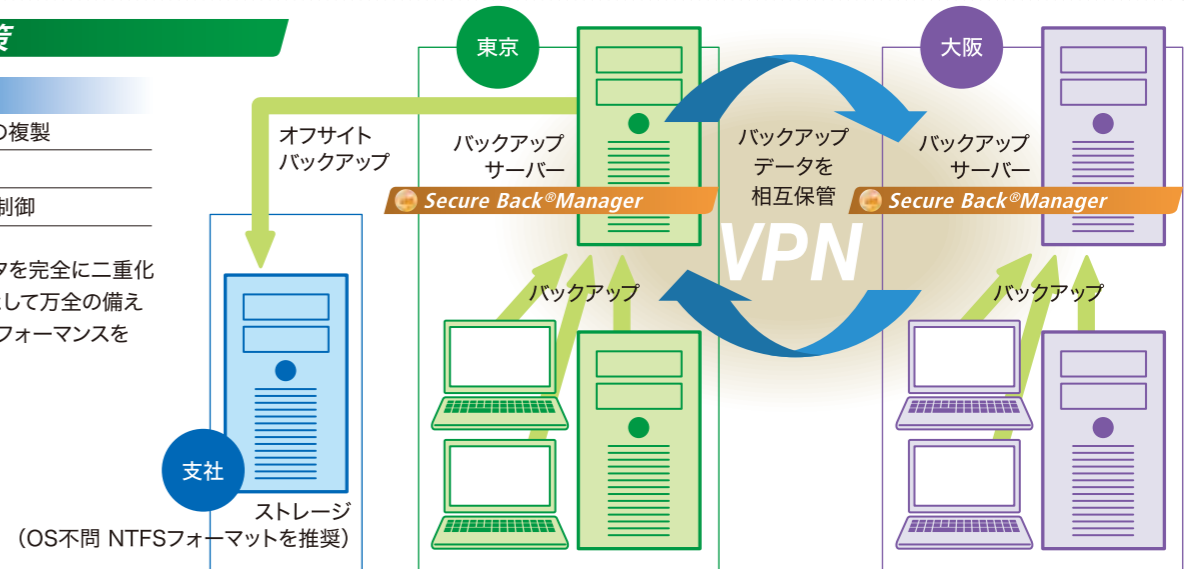 策
の複製
制御
タを完全に二重化
して万全の備え
フォーマンスを
オフサイト
バックアップ
支社
ストレージ
（OS不問 NTFSフォーマットを推奨）
東京
バックアップ
サーバー
Secure Back®Manager
バックアップ
バックアップ
データを
相互保管
VPN
大阪
バックアップ
サーバー
Secure Back®Manager
バックアップ